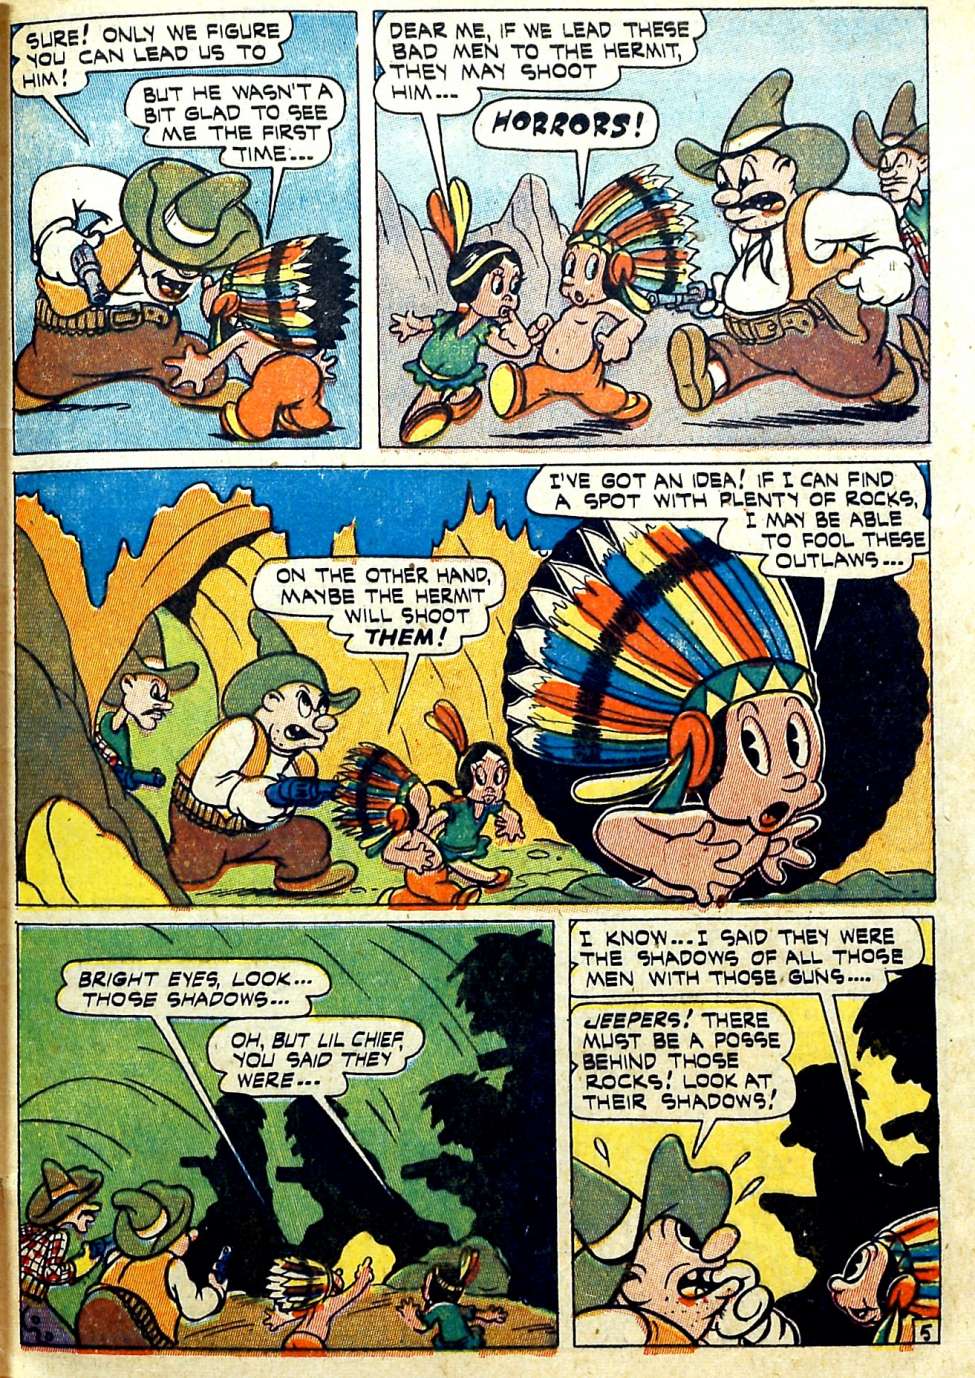 SURE! ONLY WE FIGURE
YOU CAN LEAD US TO
HIM!
BUT HE WASN'T A
BIT GLAD TO SEE
ME THE FIRST
TIME...
DEAR ME, IF WE LEAD THESE
BAD MEN TO THE HERMIT,
THEY MAY SHOOT
HIM---
HORRORS!
ON THE OTHER HAND,
MAYBE THE HERMIT
WILL SHOOT
THEM!
I'VE GOT AN IDEA! IF I CAN FIND
A SPOT WITH PLENTY OF ROCKS,
I MAY BE ABLE
TO FOOL THESE
OUTLAWS...
BRIGHT EYES, LOOK...
THOSE SHADOWS...
OH, BUT LIL CHIEF,
YOU SAID THEY
WERE...
I KNOW...I SAID THEY WERE
THE SHADOWS OF ALL THOSE
MEN WITH THOSE GUNS....
JEEPERS! THERE
MUST BE A POSSE
BEHIND THOSE
ROCKS! LOOK AT
THEIR SHADOWS!
5